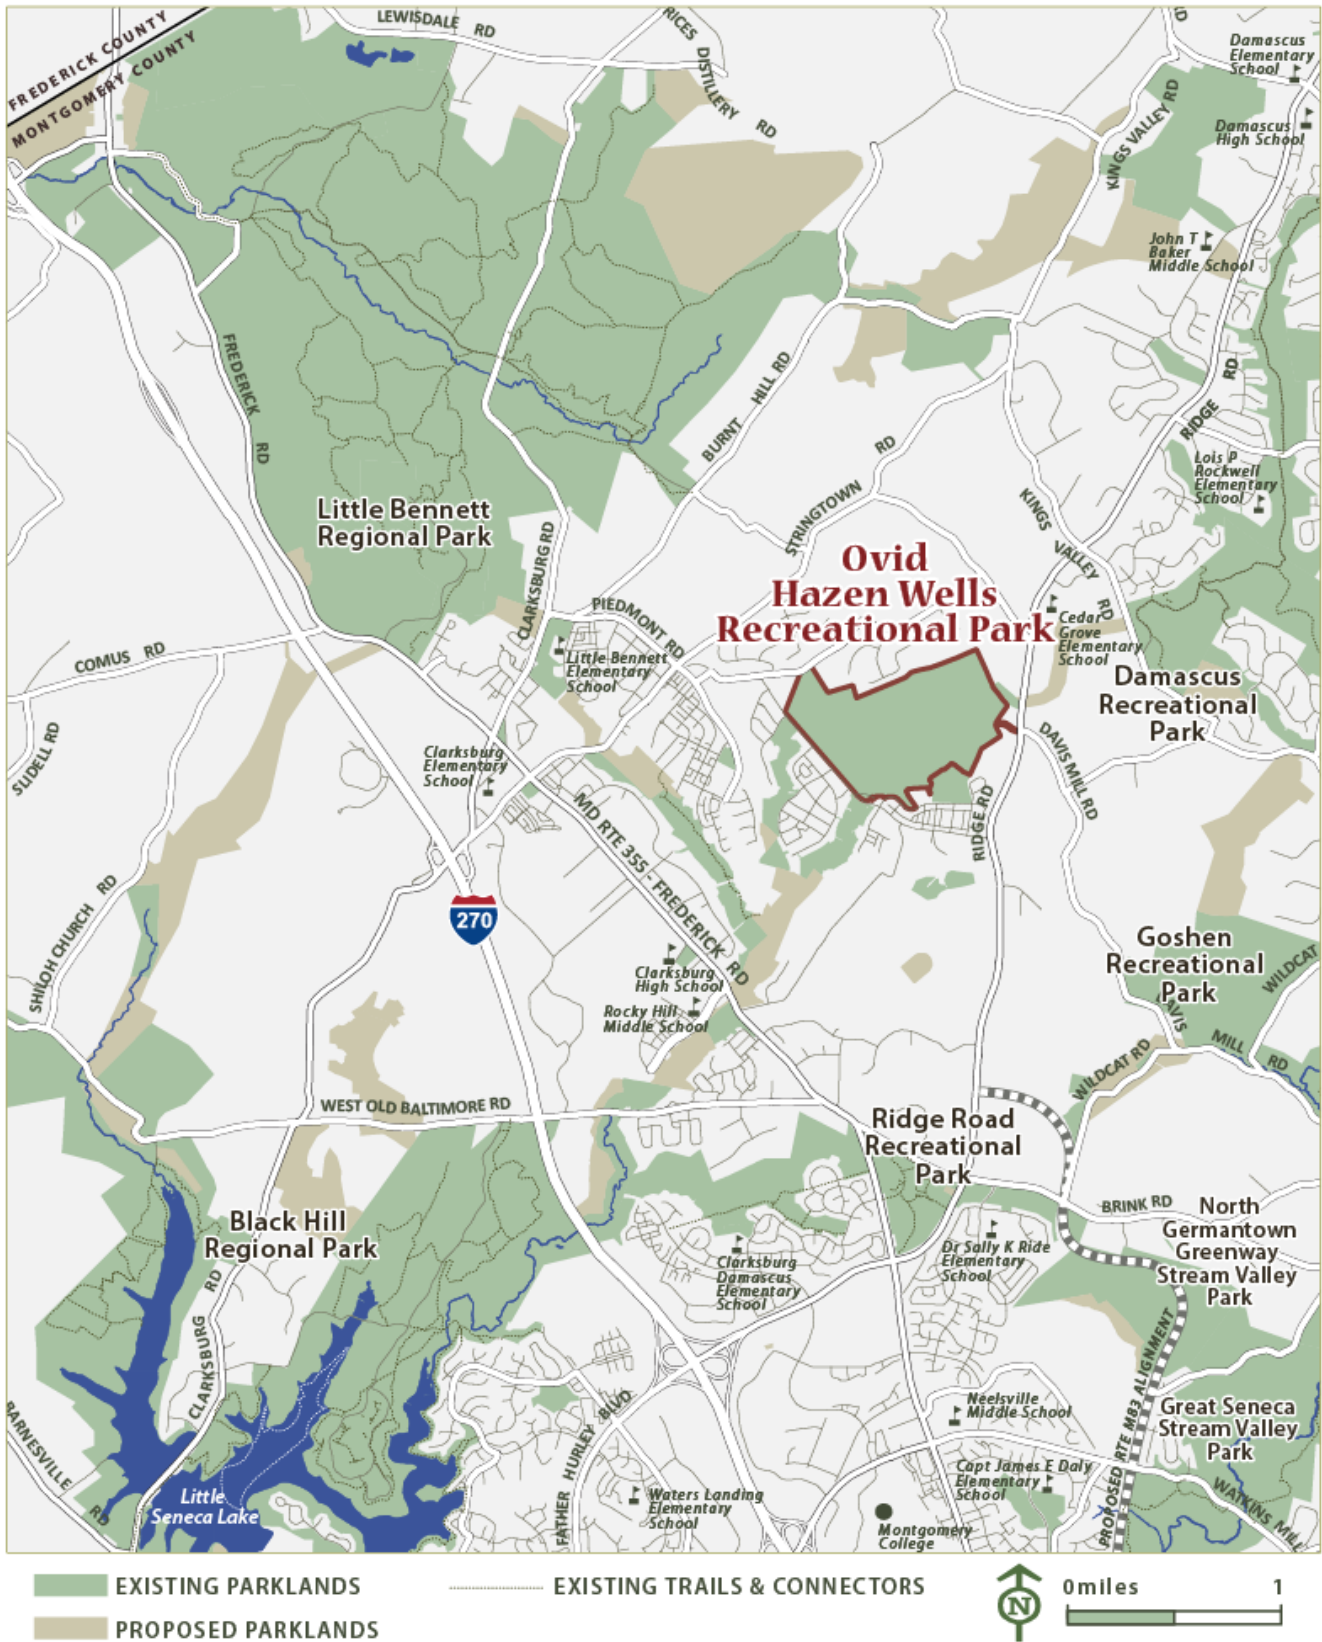 LEWISDALE RD
RICES DISTILLERY RD
RD
Damascus
Elementary
School
FREDERICK COUNTY
MONTGOMERY COUNTY
KINGS VALLEY RD
Damascus
High School
John T
Baker
Middle School
FREDERICK RD
BURNT HILL RD
RIDGE RD
STRINGTOWN RD
Lois P
Rockwell
Elementary
School
Little Bennett
Regional Park
KINGS VALLEY RD
CLARKSBURG RD
Ovid
Hazen Wells
Recreational Park
PIEDMONT RD
Cedar
Grove
Elementary
School
COMUS RD
Little Bennett
Elementary
School
Damascus
Recreational
Park
SLIDELL RD
Clarksburg
Elementary
School
DAVIS MILL RD
MD RTE 355 - FREDERICK RD
RIDGE RD
SHILOH CHURCH RD
270
Goshen
Recreational
Park
WILDCAT
Clarksburg
High School
Rocky Hill
Middle School
DAVIS MILL RD
WILDCAT RD
WEST OLD BALTIMORE RD
Ridge Road
Recreational
Park
BRINK RD
Black Hill
Regional Park
North
Germantown
Greenway
Stream Valley
Park
Dr Sally K Ride
Elementary
School
Clarksburg
Damascus
Elementary
School
CLARKSBURG RD
PROPOSED RTE M83 ALIGNMENT
Neelsville
Middle School
Great Seneca
Stream Valley
Park
BARNESVILLE RD
FATHER HURLEY BLVD
Capt James E Daly
Elementary
School
Little
Seneca Lake
Waters Landing
Elementary
School
WATKINS MILL
Montgomery
College
EXISTING PARKLANDS
EXISTING TRAILS & CONNECTORS
N
0 miles 1
PROPOSED PARKLANDS